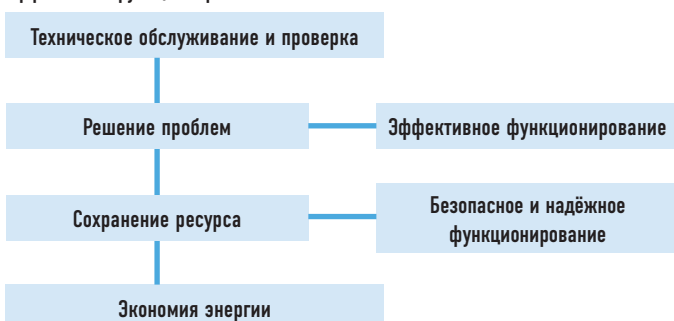 Техническое обслуживание и проверка
Решение проблем
Эффективное функционирование
Сохранение ресурса
Безопасное и надёжное
функционирование
Экономия энергии